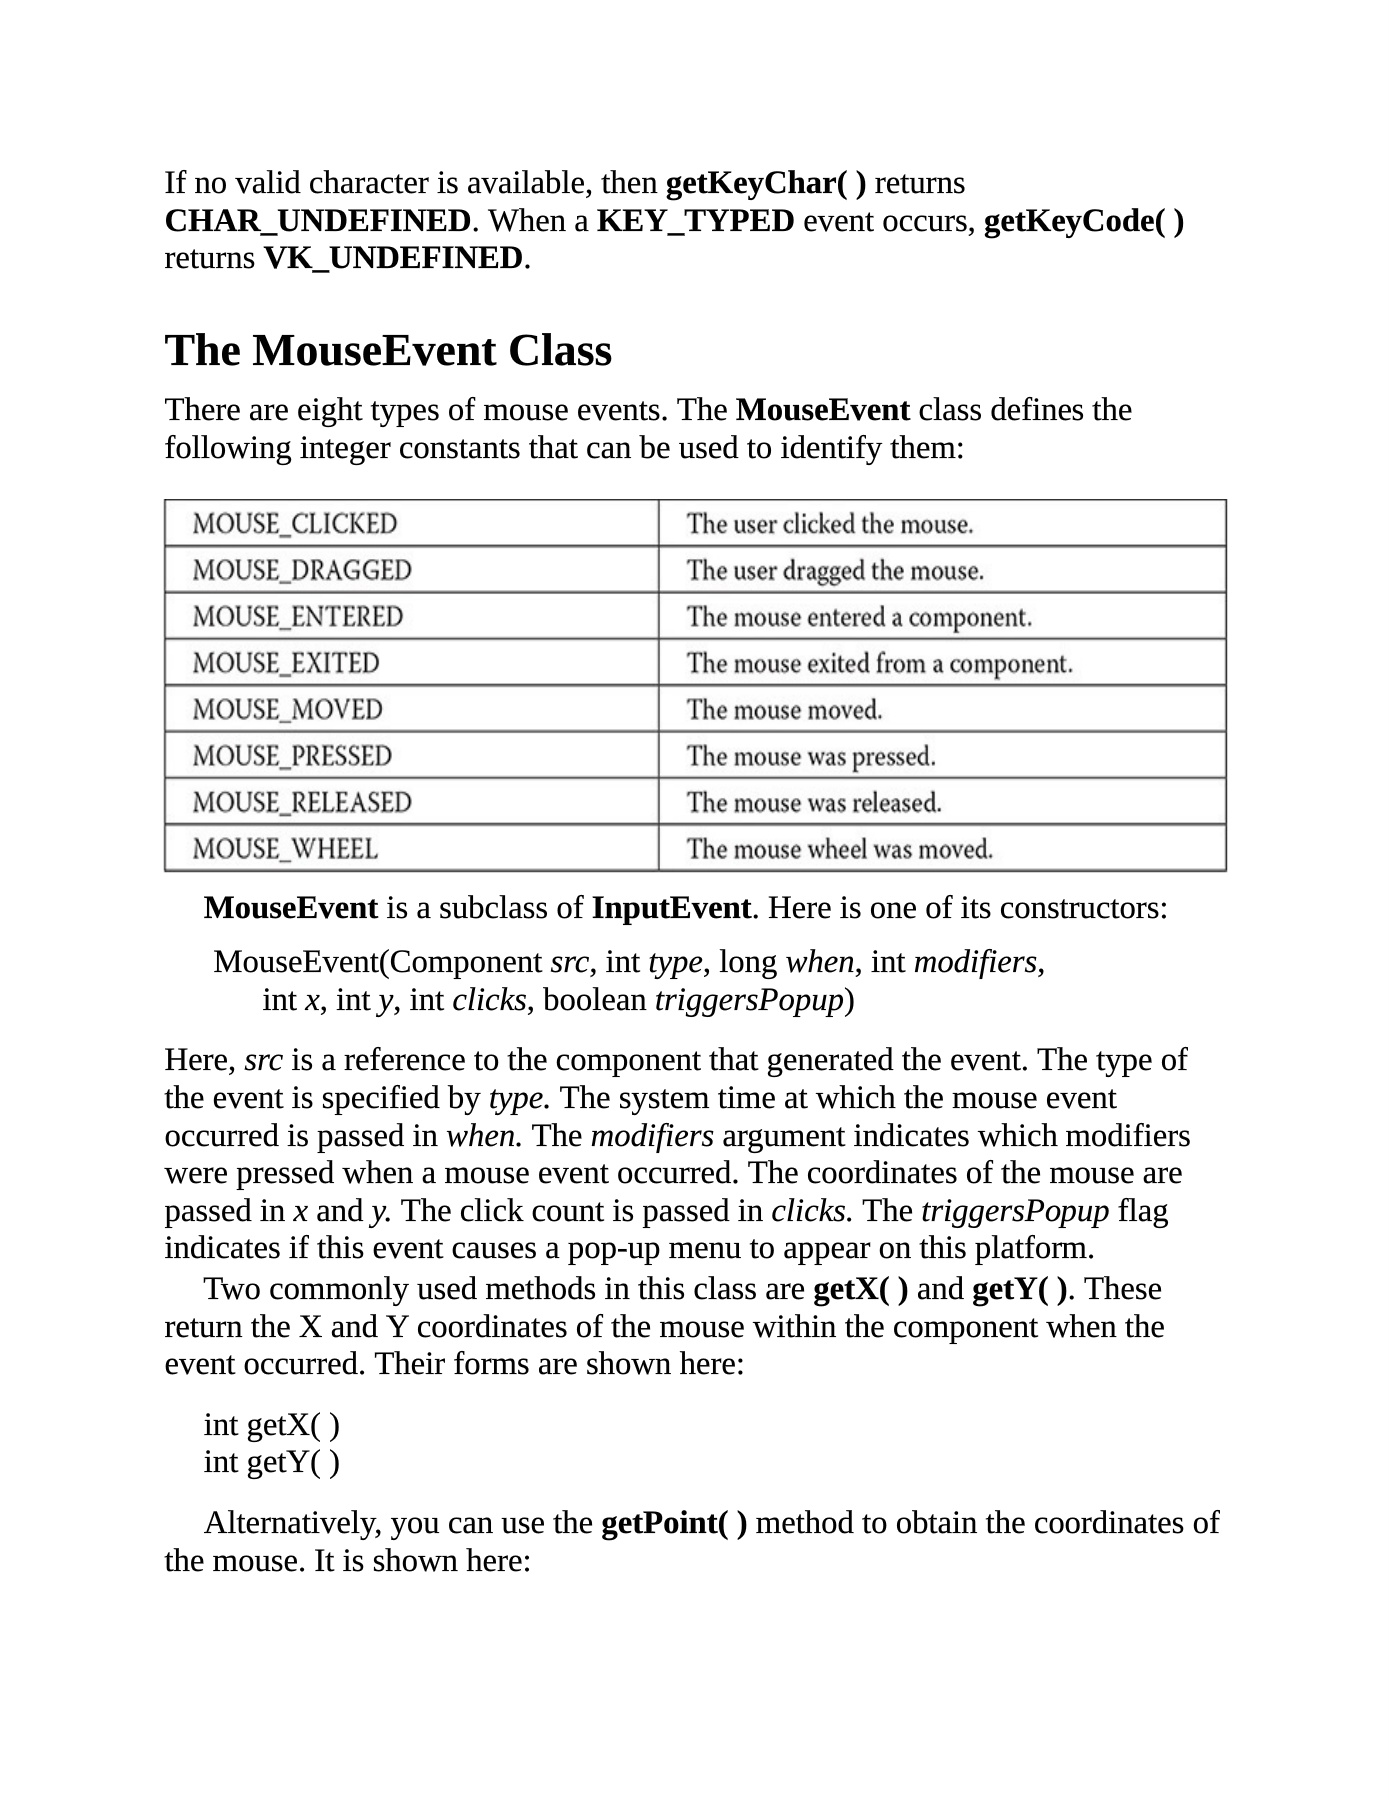 If no valid character is available, then getKeyChar( ) returns
CHAR_UNDEFINED. When a KEY_TYPED event occurs, getKeyCode( )
returns VK_UNDEFINED.
The MouseEvent Class
There are eight types of mouse events. The MouseEvent class defines the
following integer constants that can be used to identify them:
MOUSE_CLICKED The user clicked the mouse.
MOUSE_DRAGGED The user dragged the mouse.
MOUSE_ENTERED The mouse entered a component.
MOUSE_EXITED The mouse exited from a component.
MOUSE_MOVED The mouse moved.
MOUSE_PRESSED The mouse was pressed.
MOUSE_RELEASED The mouse was released.
MOUSE_WHEEL The mouse wheel was moved.
MouseEvent is a subclass of InputEvent. Here is one of its constructors:
MouseEvent(Component src, int type, long when, int modifiers,
int x, int y, int clicks, boolean triggersPopup)
Here, src is a reference to the component that generated the event. The type of
the event is specified by type. The system time at which the mouse event
occurred is passed in when. The modifiers argument indicates which modifiers
were pressed when a mouse event occurred. The coordinates of the mouse are
passed in x and y. The click count is passed in clicks. The triggersPopup flag
indicates if this event causes a pop-up menu to appear on this platform.
Two commonly used methods in this class are getX( ) and getY( ). These
return the X and Y coordinates of the mouse within the component when the
event occurred. Their forms are shown here:
int getX( )
int getY( )
Alternatively, you can use the getPoint( ) method to obtain the coordinates of
the mouse. It is shown here: